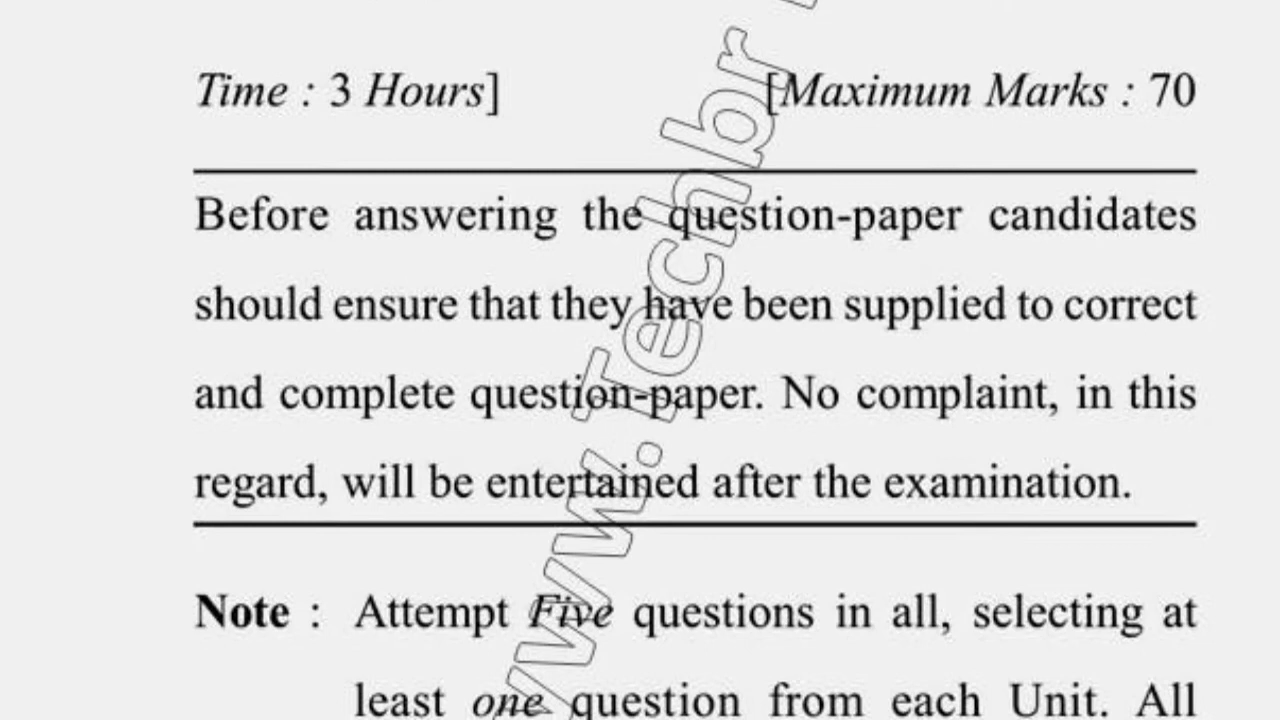 Time : 3 Hours] [Maximum Marks : 70
Before answering the question-paper candidates
should ensure that they have been supplied to correct
and complete question-paper. No complaint, in this
regard, will be entertained after the examination.
Note : Attempt Five questions in all, selecting at
least one question from each Unit. All
www.Techbr